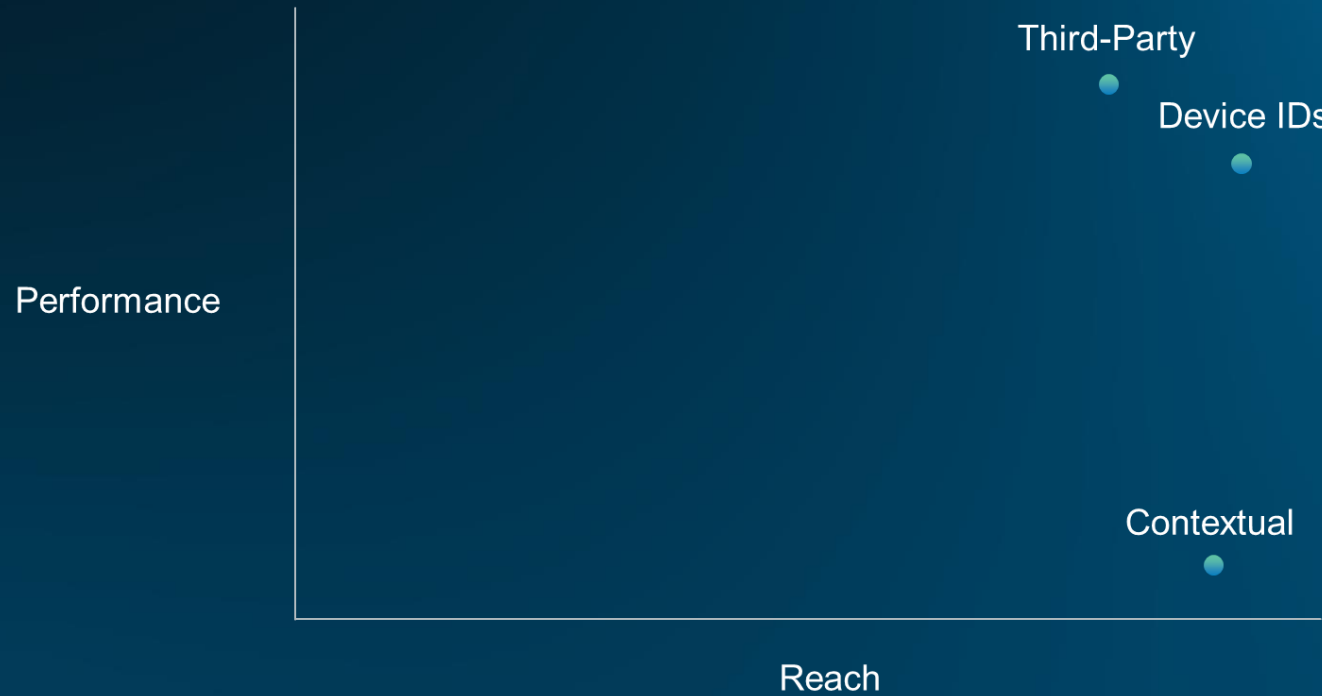 Third-Party
Device IDs
Performance
Contextual
Reach